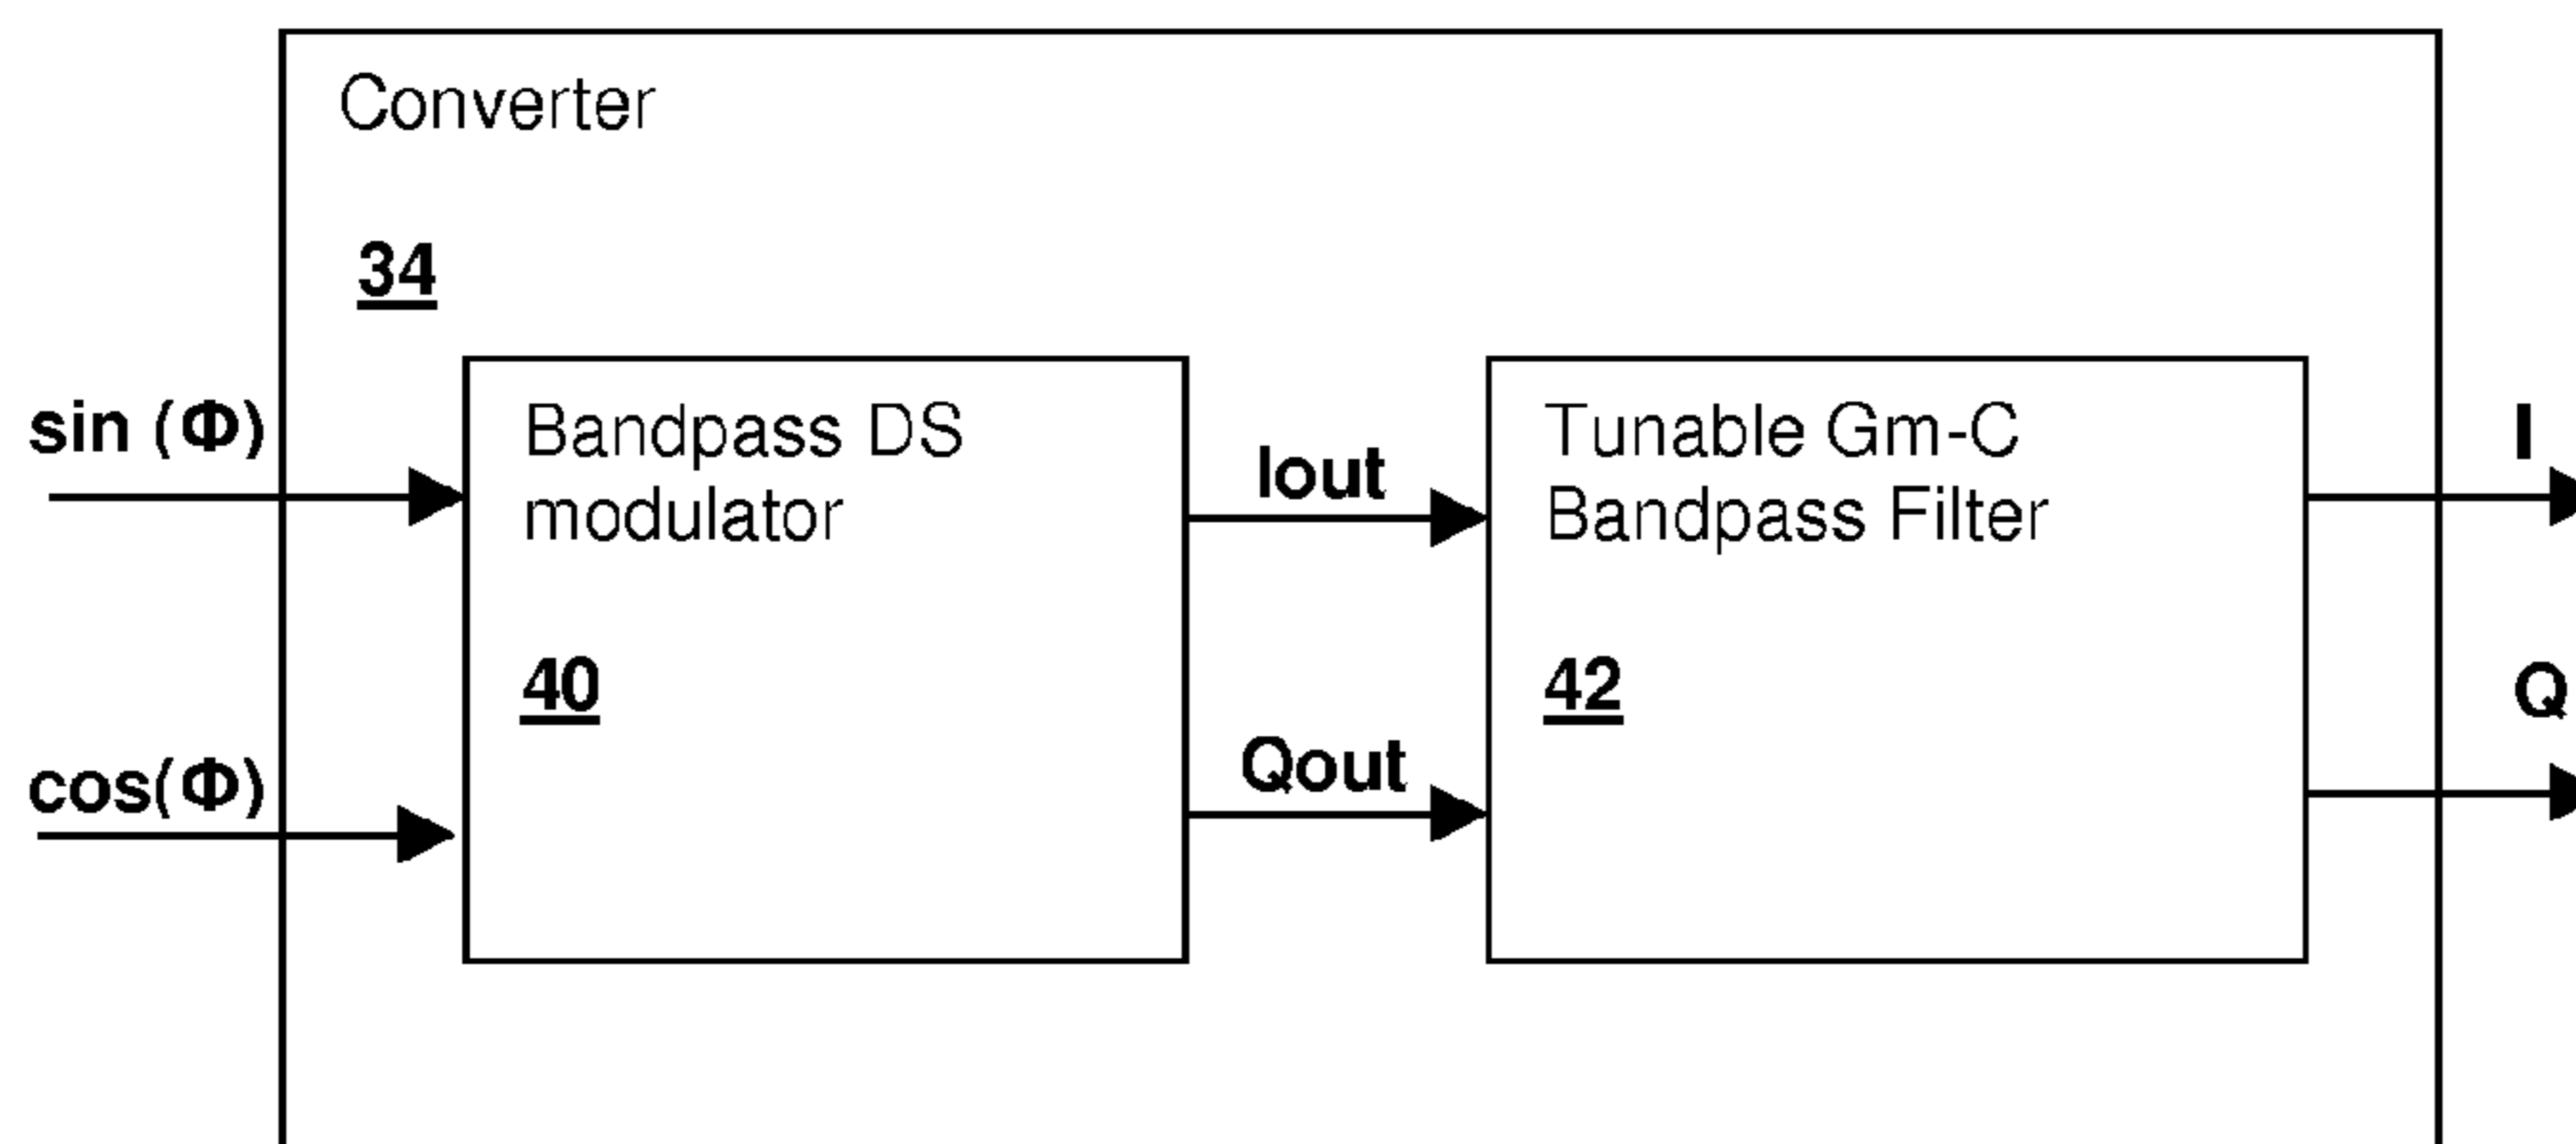 Converter
34
sin (Φ)
cos(Φ)
Bandpass DS
modulator
40
Iout
Qout
Tunable Gm-C
Bandpass Filter
42
I
Q